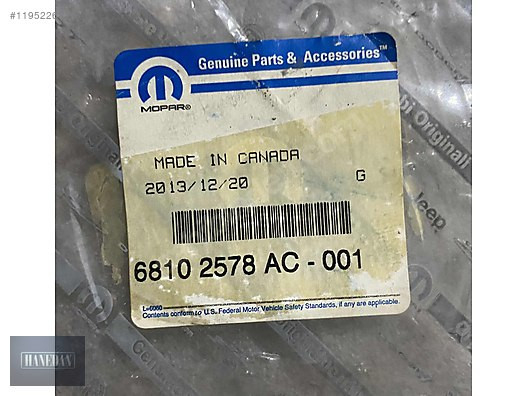 #1195226
Genuine Parts & Accessories™
MOPAR®
MADE IN CANADA
2013/12/20 G
6810 2578 AC - 001
Contents conform to U.S. Federal Motor Vehicle Safety Standards, if any are applicable.
Originali
Jeep
HANEDAN